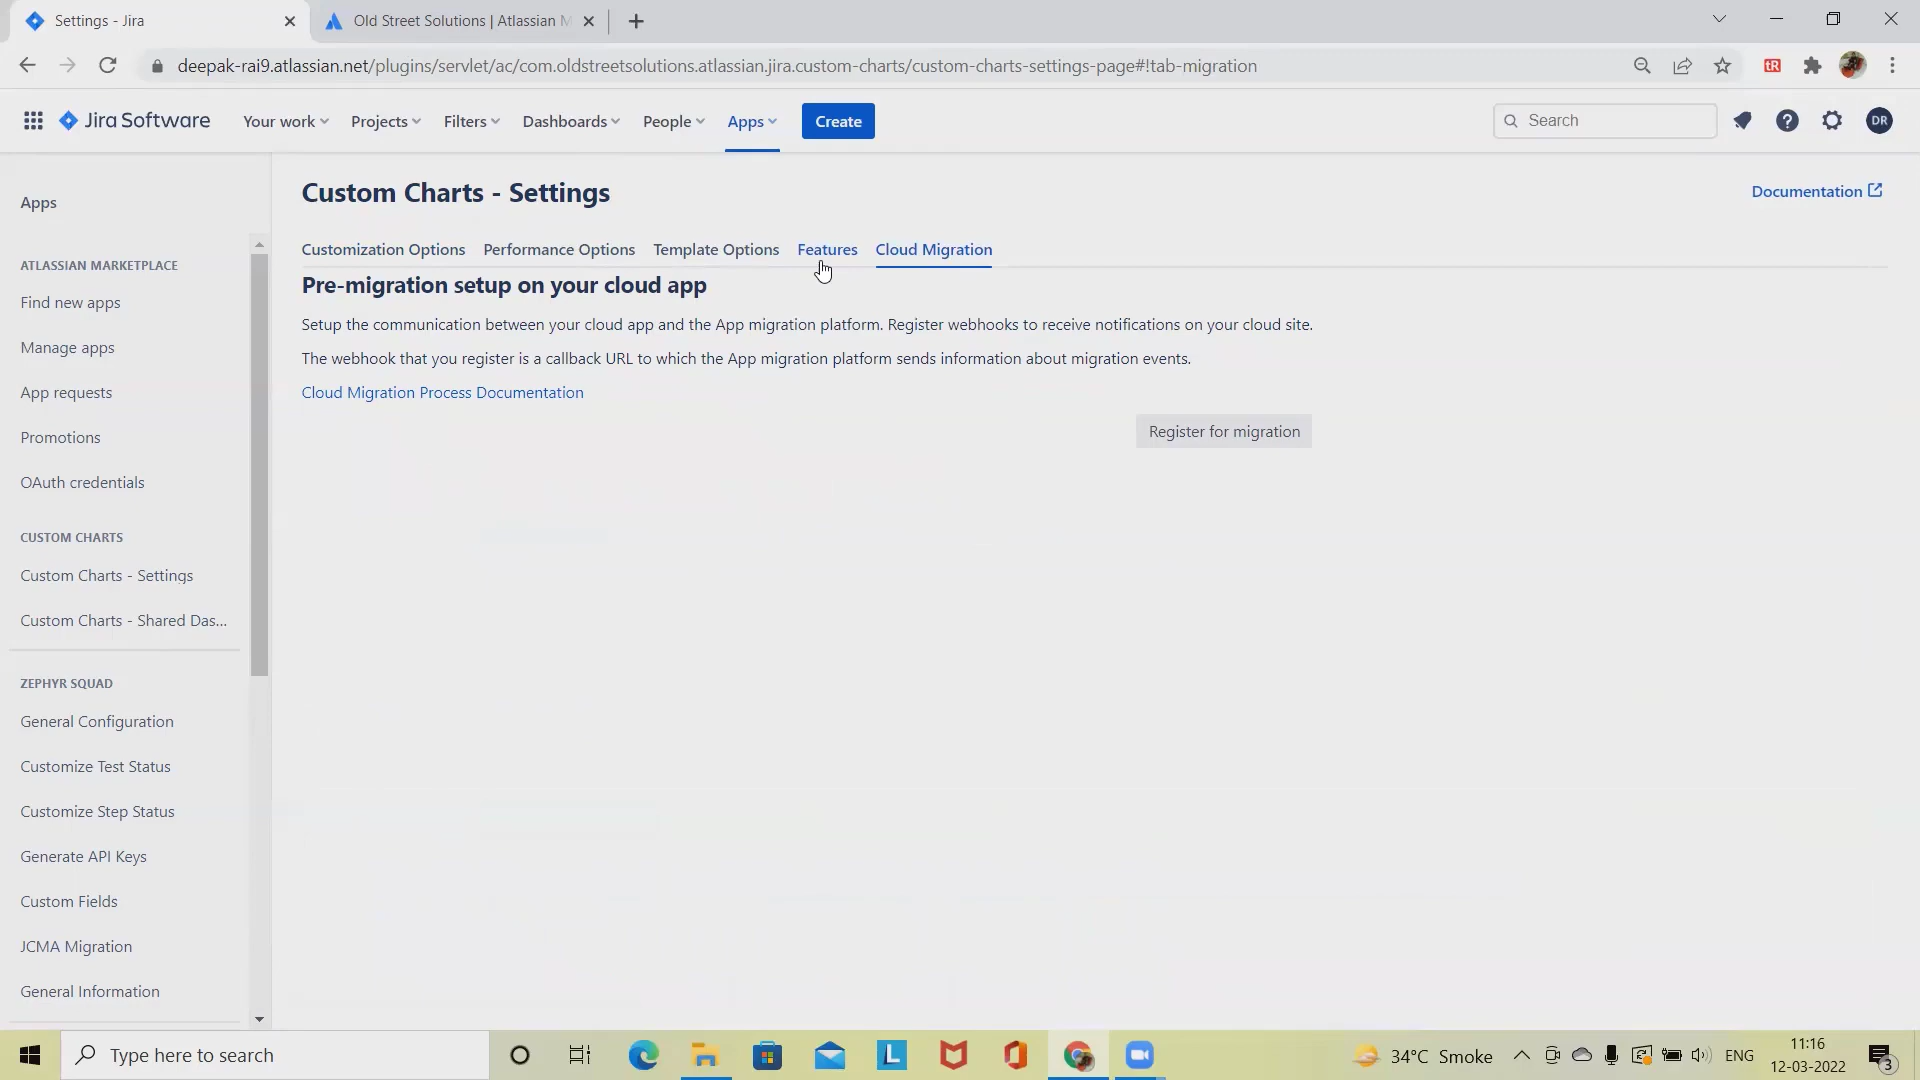 Settings - Jira
Old Street Solutions | Atlassian M
deepak-rai9.atlassian.net/plugins/servlet/ac/com.oldstreetsolutions.atlassian.jira.custom-charts/custom-charts-settings-page#!tab-migration
tR
Jira Software
Your work
Projects
Filters
Dashboards
People
Apps
Create
Search
DR
Apps
ATLASSIAN MARKETPLACE
Find new apps
Manage apps
App requests
Promotions
OAuth credentials
CUSTOM CHARTS
Custom Charts - Settings
Custom Charts - Shared Das...
ZEPHYR SQUAD
General Configuration
Customize Test Status
Customize Step Status
Generate API Keys
Custom Fields
JCMA Migration
General Information
Custom Charts - Settings
Documentation
Customization Options
Performance Options
Template Options
Features
Cloud Migration
Pre-migration setup on your cloud app
Setup the communication between your cloud app and the App migration platform. Register webhooks to receive notifications on your cloud site.
The webhook that you register is a callback URL to which the App migration platform sends information about migration events.
Cloud Migration Process Documentation
Register for migration
Type here to search
L
34°C Smoke
ENG
11:16
12-03-2022
3